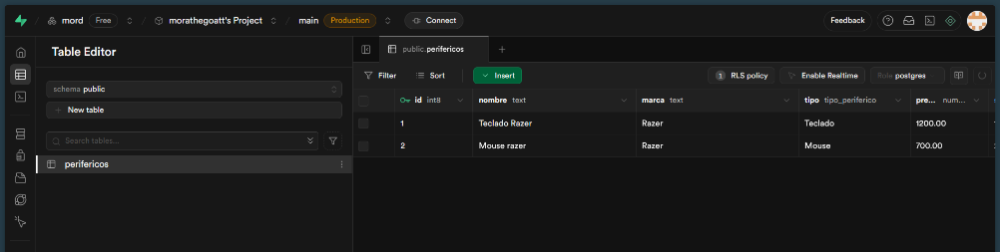 mord Free morathegoatt's Project / main Production Connect Feedback
Table Editor
public.perifericos
schema public
Filter Sort Insert 1 RLS policy Enable Realtime Role postgres
New table
id int8 nombre text marca text tipo tipo_periferico pre... num...
Search tables...
1 Teclado Razer Razer Teclado 1200.00
2 Mouse razer Razer Mouse 700.00
perifericos